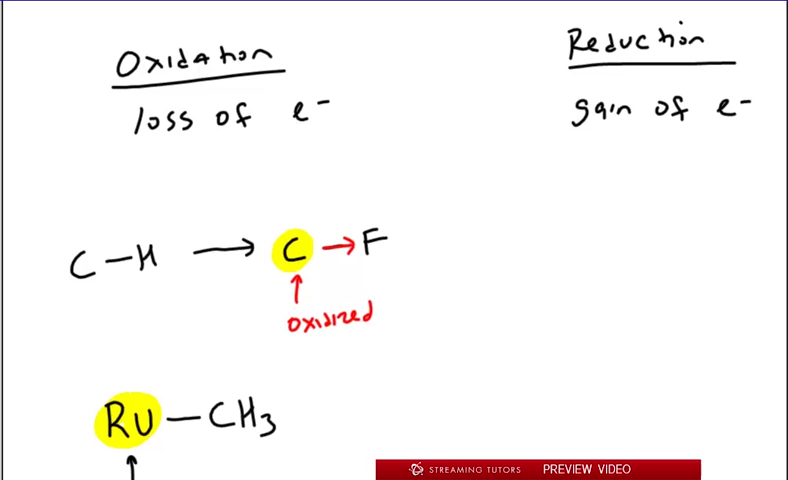 Oxidation
loss of e-
Reduction
gain of e-
C-H → C → F
↑
oxidized
Ru-CH3
↑
STREAMING TUTORS PREVIEW VIDEO